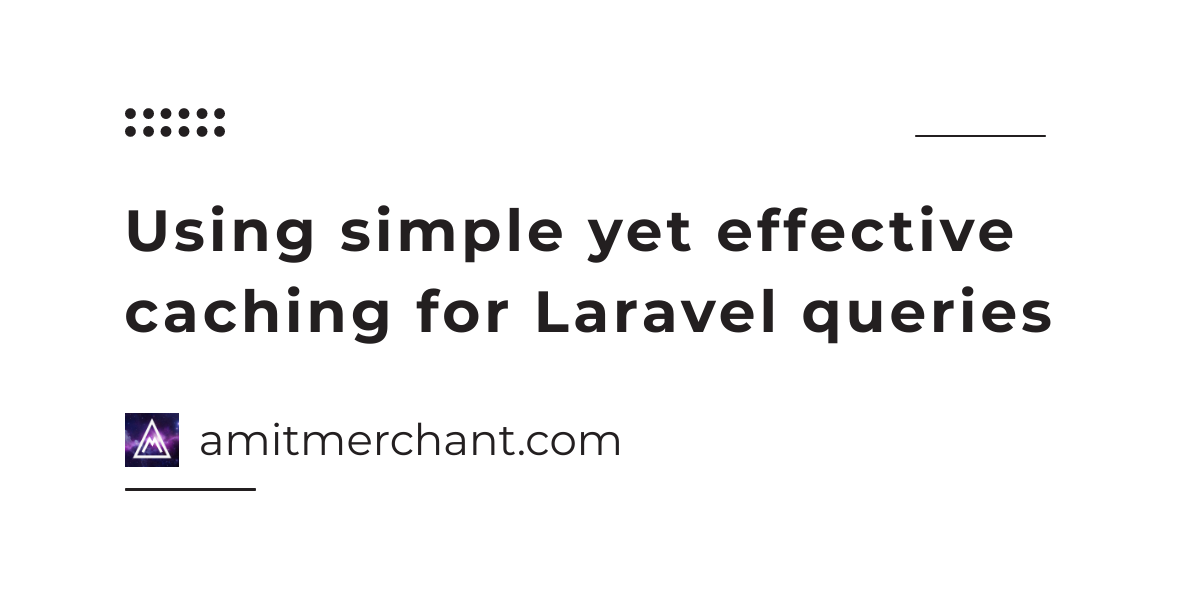 Using simple yet effective
caching for Laravel queries
amitmerchant.com